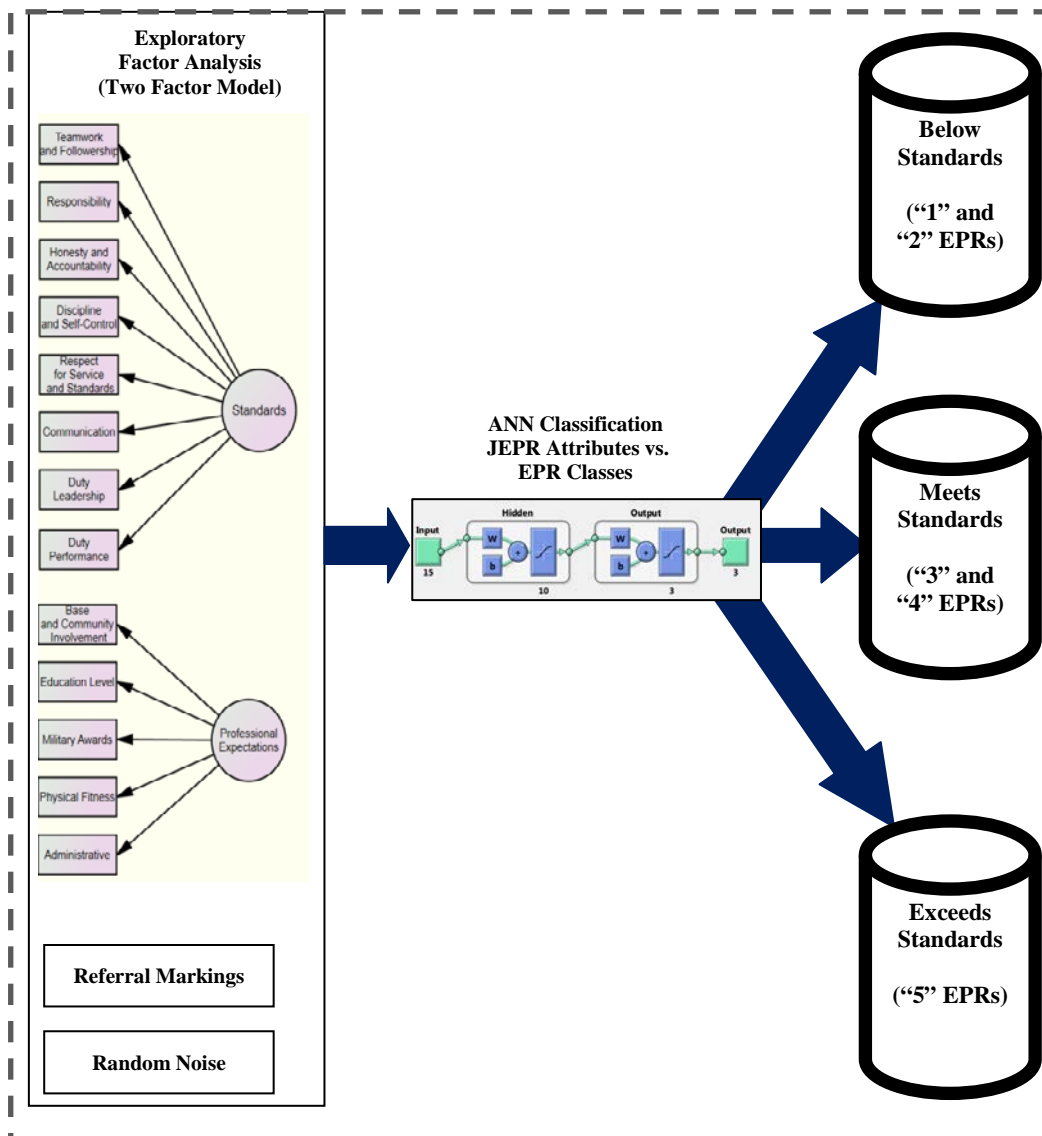 Exploratory
Factor Analysis
(Two Factor Model)
Teamwork
and Followership
Responsibility
Honesty and
Accountability
Discipline
and Self-Control
Respect
for Service
and Standards
Communication
Duty
Leadership
Duty
Performance
Standards
Base
and Community
Involvement
Education Level
Military Awards
Physical Fitness
Administrative
Professional
Expectations
Referral Markings
Random Noise
ANN Classification
JEPR Attributes vs.
EPR Classes
Hidden
Output
Input
Output
W
b
+
W
b
+
15
10
3
3
Below
Standards
(“1” and
“2” EPRs)
Meets
Standards
(“3” and
“4” EPRs)
Exceeds
Standards
(“5” EPRs)